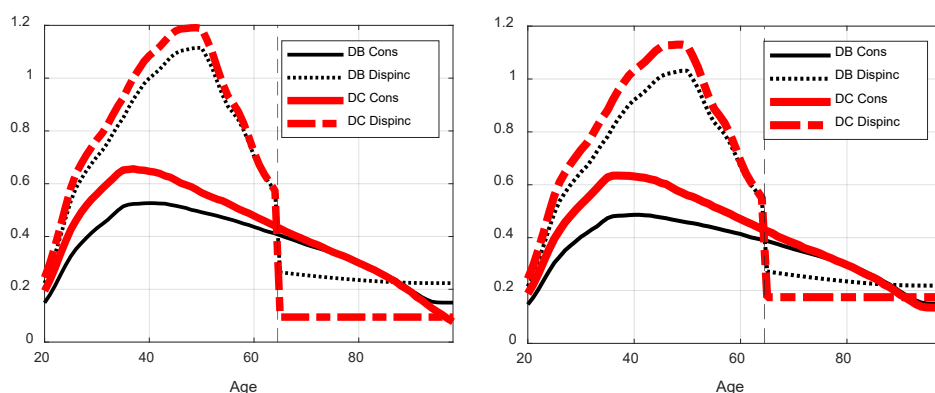 1.2
1
0.8
0.6
0.4
0.2
0
20
40
60
80
Age
DB Cons
DB Dispinc
DC Cons
DC Dispinc
1.2
1
0.8
0.6
0.4
0.2
0
20
40
60
80
Age
DB Cons
DB Dispinc
DC Cons
DC Dispinc